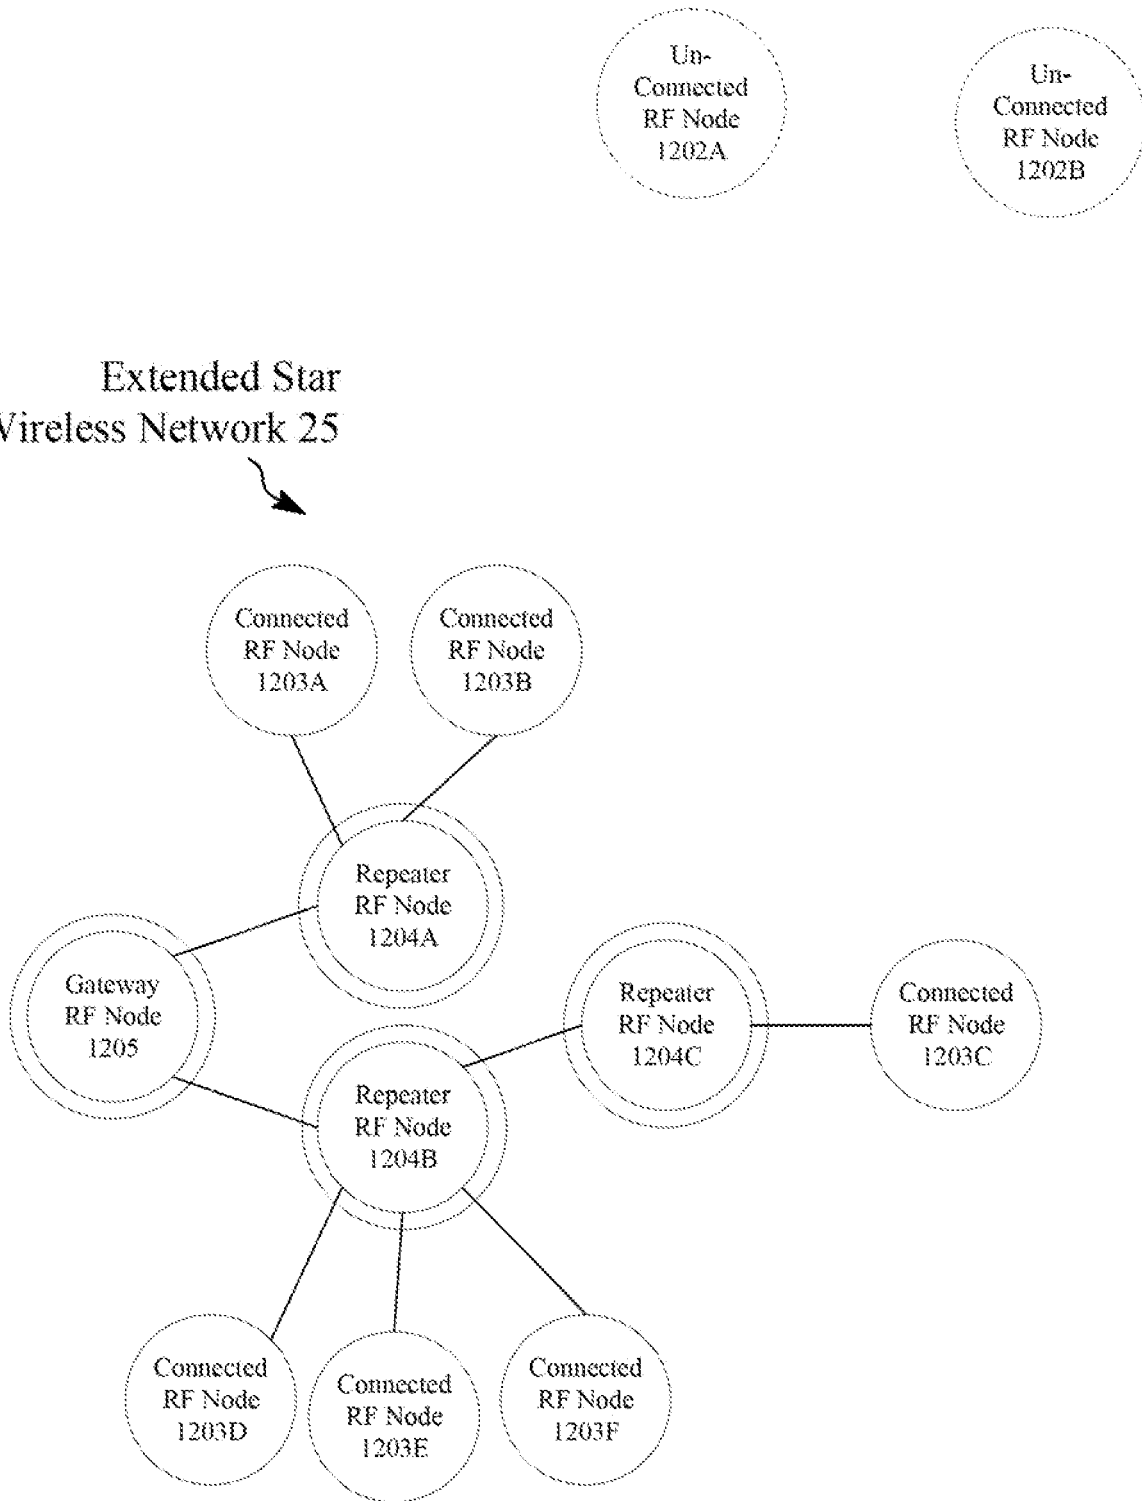 Un-
Connected
RF Node
1202A
Un-
Connected
RF Node
1202B
Extended Star
Wireless Network 25
Connected
RF Node
1203A
Connected
RF Node
1203B
Repeater
RF Node
1204A
Gateway
RF Node
1205
Repeater
RF Node
1204C
Connected
RF Node
1203C
Repeater
RF Node
1204B
Connected
RF Node
1203D
Connected
RF Node
1203E
Connected
RF Node
1203F